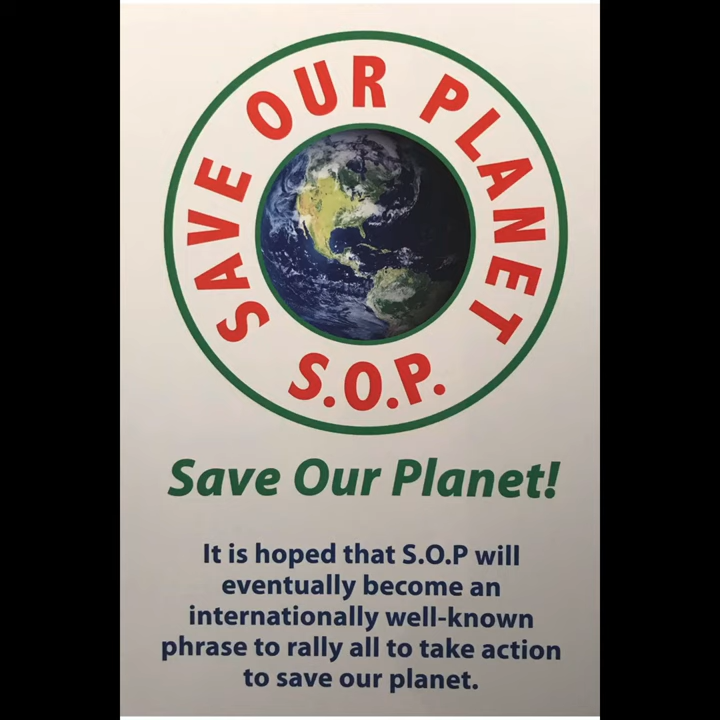 SAVE OUR PLANET
S.O.P.
Save Our Planet!
It is hoped that S.O.P will
eventually become an
internationally well-known
phrase to rally all to take action
to save our planet.